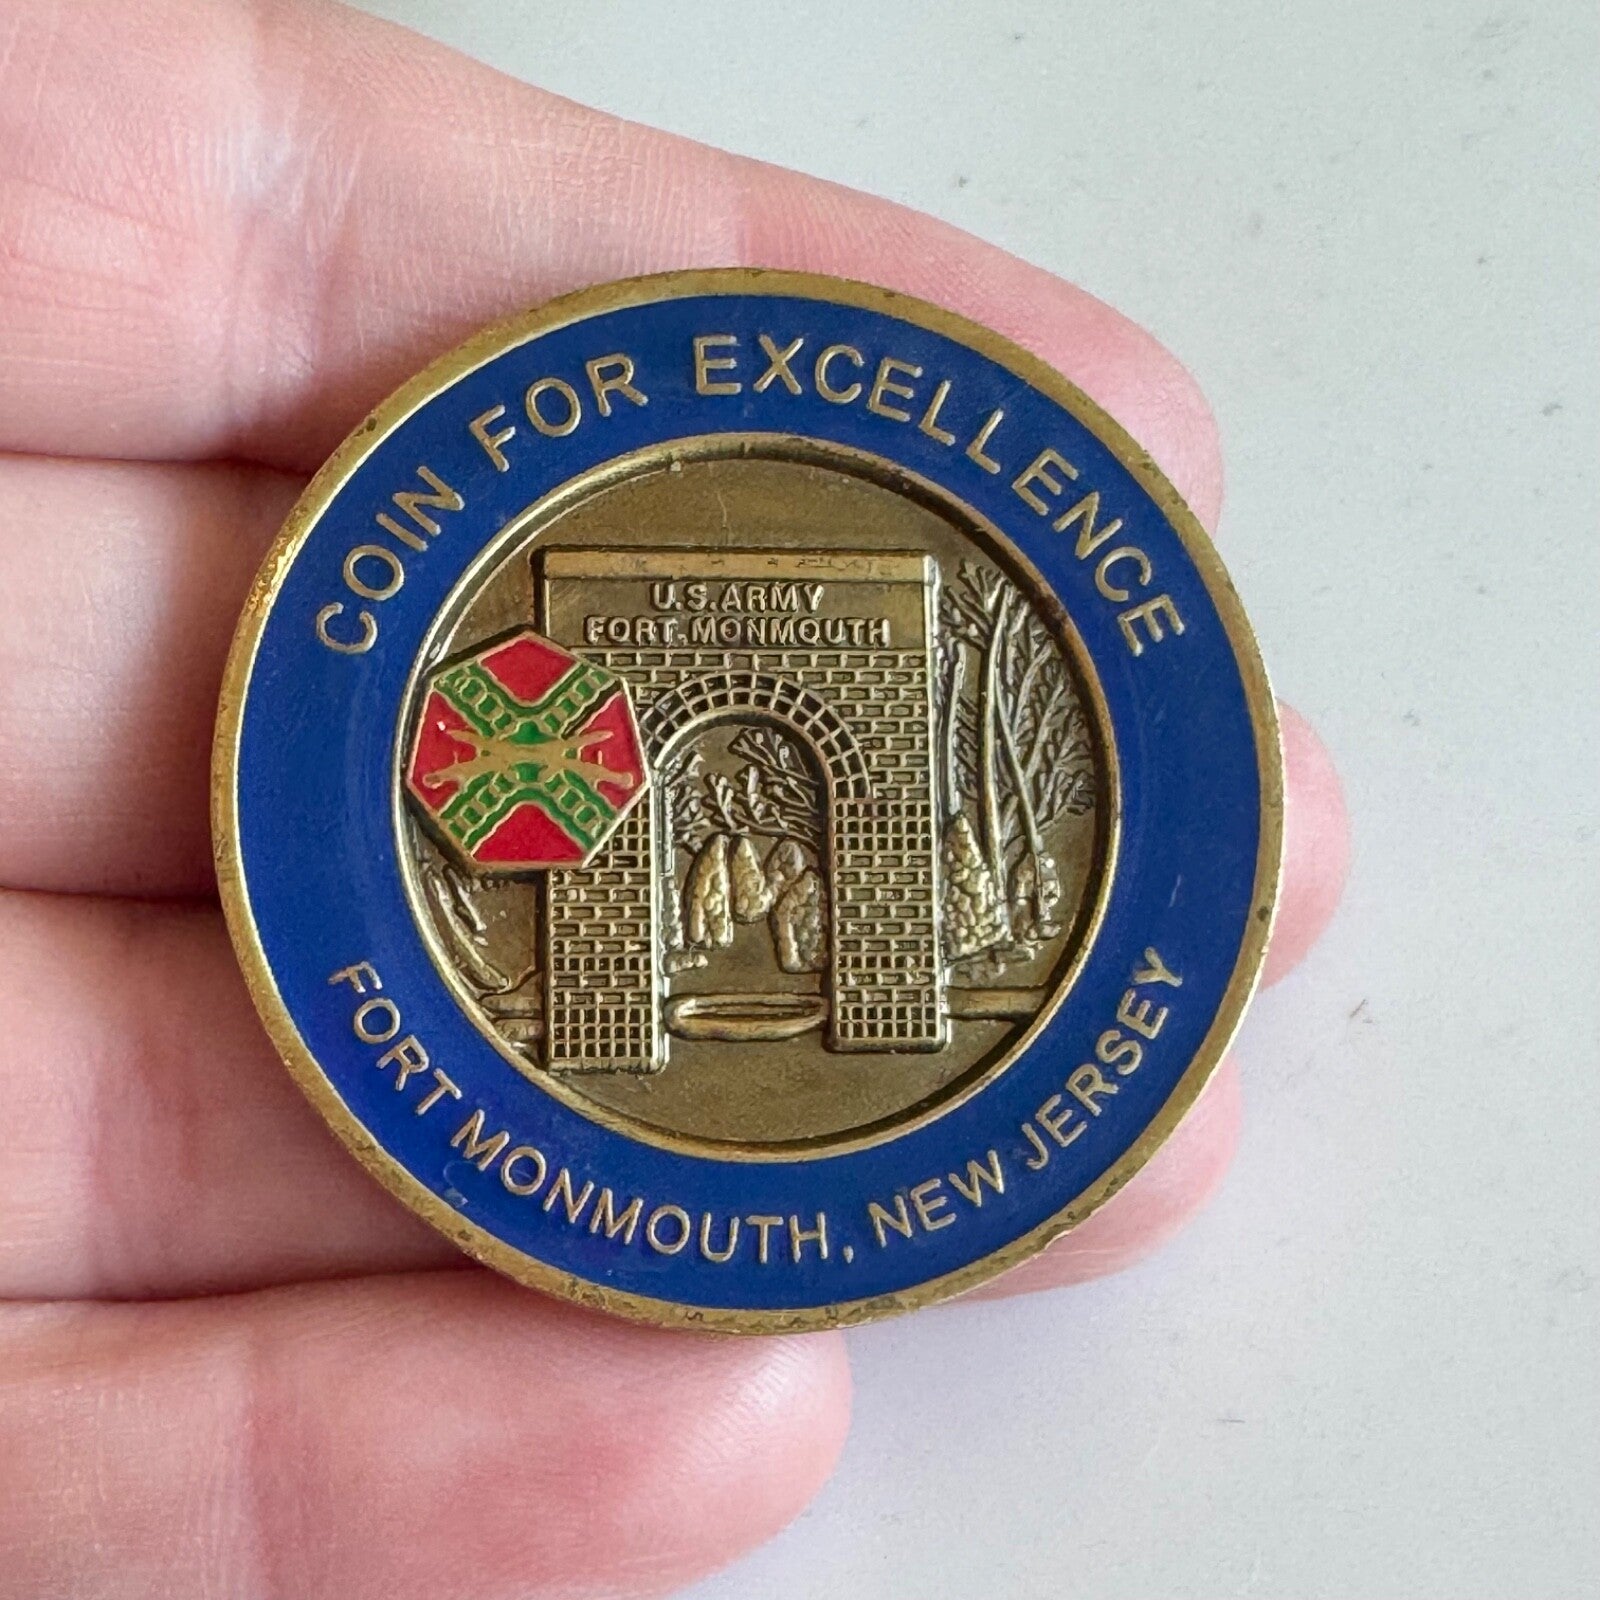 COIN FOR EXCELLENCE
U.S. ARMY
FORT MONMOUTH
FORT MONMOUTH, NEW JERSEY